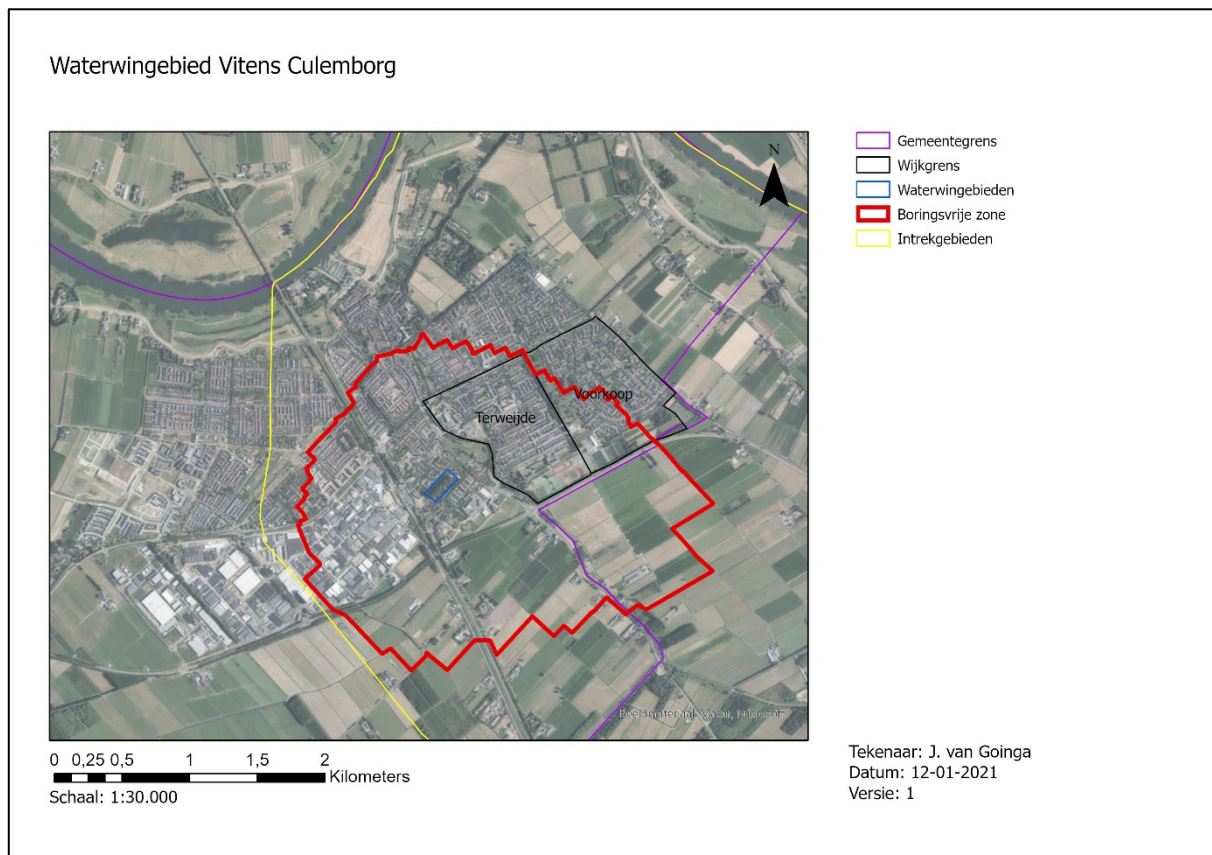 Waterwingebied Vitens Culemborg
N
Gemeentegrens
Wijkgrens
Waterwingebieden
Boringsvrije zone
Intrekgebieden
Voorkoop
Terweijde
0 0,25 0,5 1 1,5 2
Kilometers
Schaal: 1:30.000
Tekenaar: J. van Goinga
Datum: 12-01-2021
Versie: 1